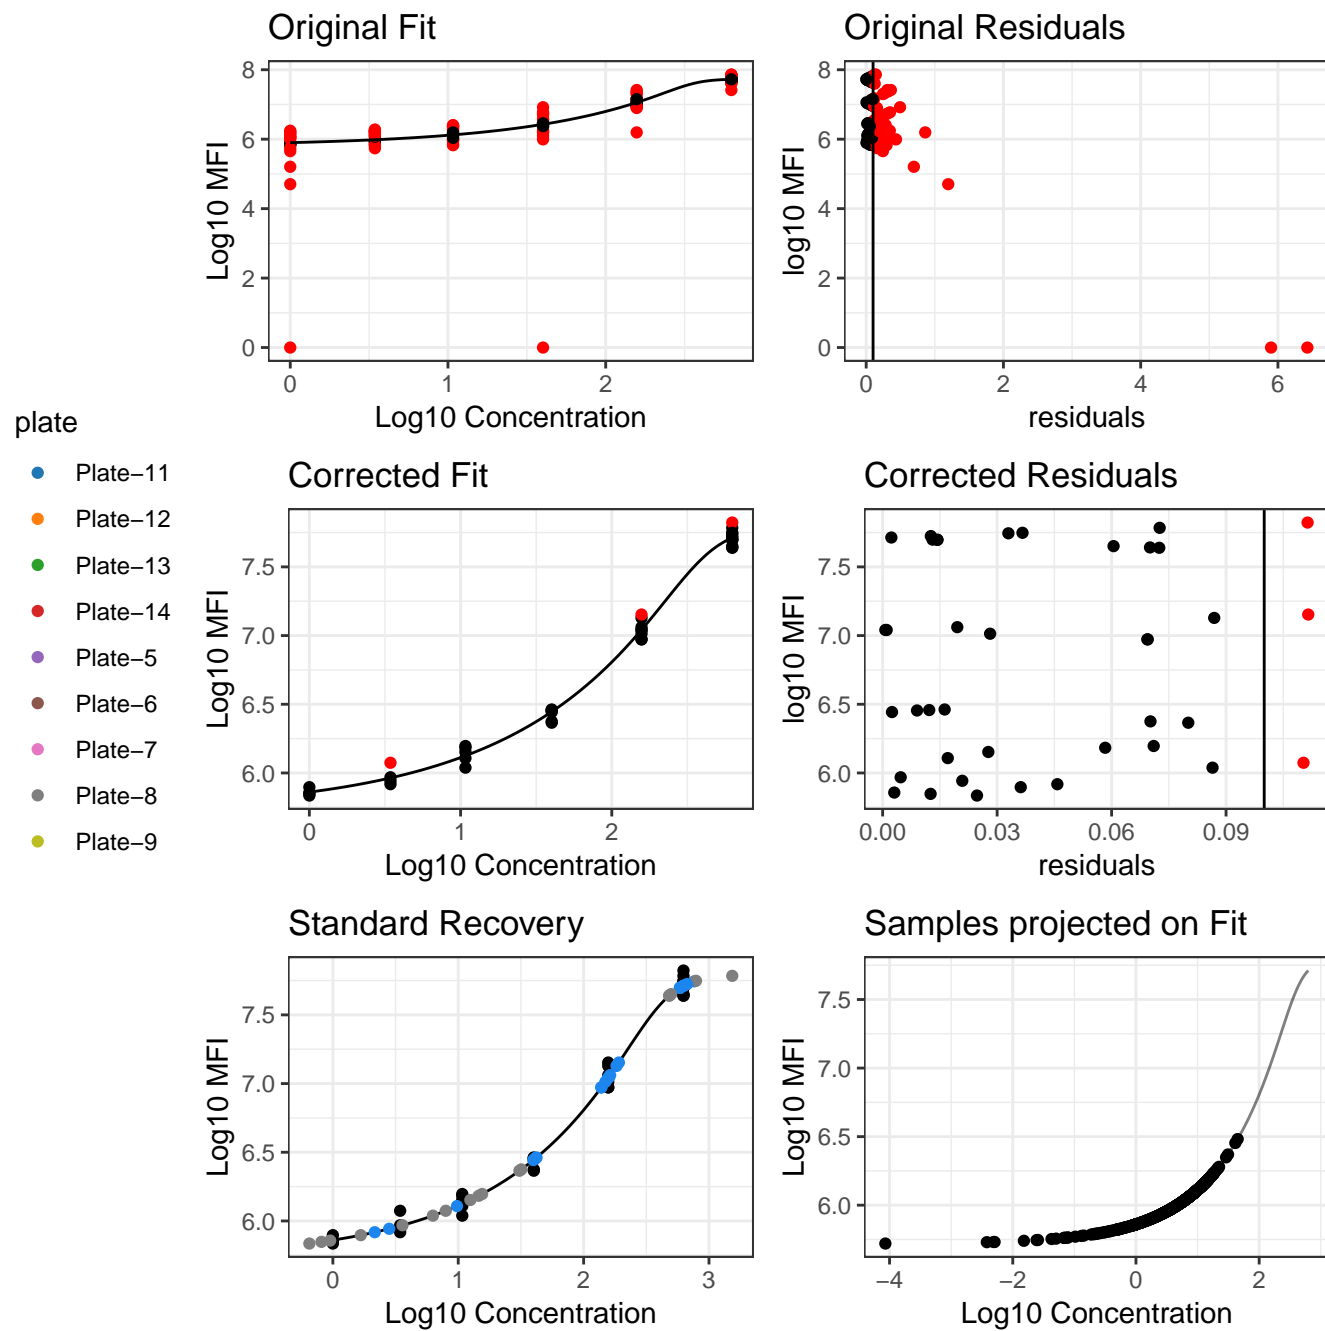 Original Fit
Original Residuals
8
6
4
2
0
Log10 MFI
0
1
2
Log10 Concentration
8
6
4
2
0
log10 MFI
0
2
4
6
residuals
plate
Plate−11
Plate−12
Plate−13
Plate−14
Plate−5
Plate−6
Plate−7
Plate−8
Plate−9
Corrected Fit
Corrected Residuals
7.5
7.0
6.5
6.0
Log10 MFI
0
1
2
Log10 Concentration
7.5
7.0
6.5
6.0
log10 MFI
0.00
0.03
0.06
0.09
residuals
Standard Recovery
Samples projected on Fit
7.5
7.0
6.5
6.0
Log10 MFI
0
1
2
3
Log10 Concentration
7.5
7.0
6.5
6.0
Log10 MFI
−4
−2
0
2
Log10 Concentration